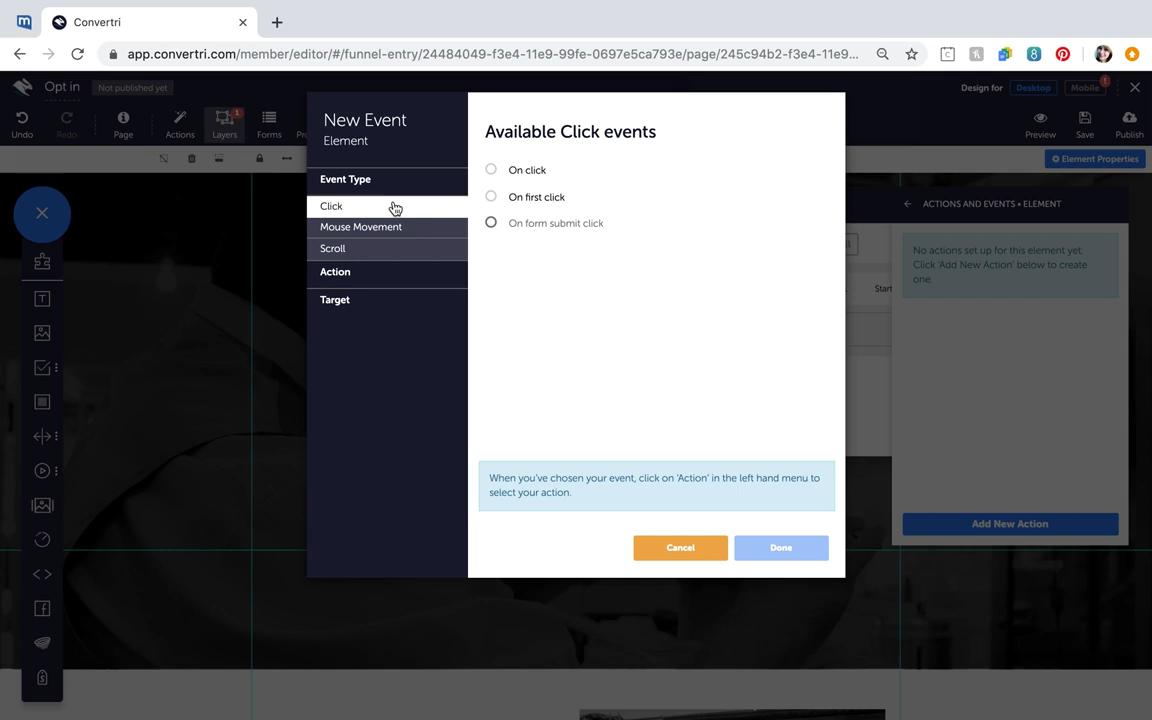 Convertri
app.convertri.com/member/editor/#/funnel-entry/24484049-f3e4-11e9-99fe-0697e5ca793e/page/245c94b2-f3e4-11e9...
Opt in
Not published yet
Design for
Desktop
Mobile
Undo
Redo
Page
Actions
Layers
1
Forms
Preview
Save
Publish
Element Properties
New Event
Element
Event Type
Click
Mouse Movement
Scroll
Action
Target
Available Click events
On click
On first click
On form submit click
When you've chosen your event, click on 'Action' in the left hand menu to
select your action.
Cancel
Done
Start
ACTIONS AND EVENTS • ELEMENT
No actions set up for this element yet.
Click 'Add New Action' below to create
one.
Add New Action